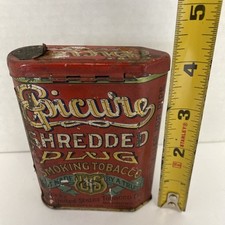 Epicure
SHREDDED
PLUG
SMOKING TOBACCO
5
4
3
2